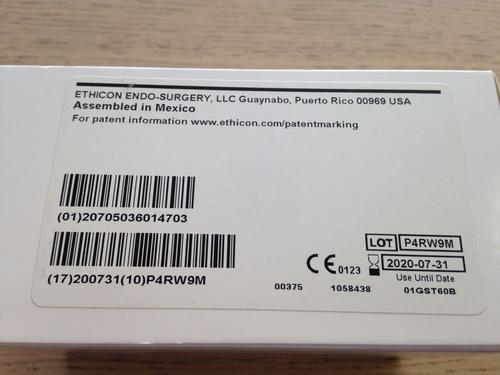 ETHICON ENDO-SURGERY, LLC Guaynabo, Puerto Rico 00969 USA
Assembled in Mexico
For patent information www.ethicon.com/patentmarking
(01)20705036014703
(17)200731(10)P4RW9M
LOT P4RW9M
CE 0123 2020-07-31
Use Until Date
00375 1058438 01GST60B